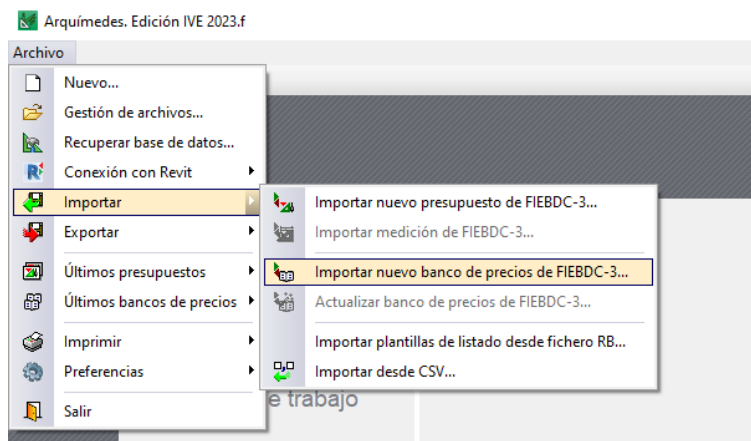 Arquímedes. Edición IVE 2023.f
Archivo
Nuevo...
Gestión de archivos...
Recuperar base de datos...
Conexión con Revit
Importar
Exportar
Últimos presupuestos
Últimos bancos de precios
Imprimir
Preferencias
Salir
Importar nuevo presupuesto de FIEBDC-3...
Importar medición de FIEBDC-3...
Importar nuevo banco de precios de FIEBDC-3...
Actualizar banco de precios de FIEBDC-3...
Importar plantillas de listado desde fichero RB...
Importar desde CSV...
e trabajo